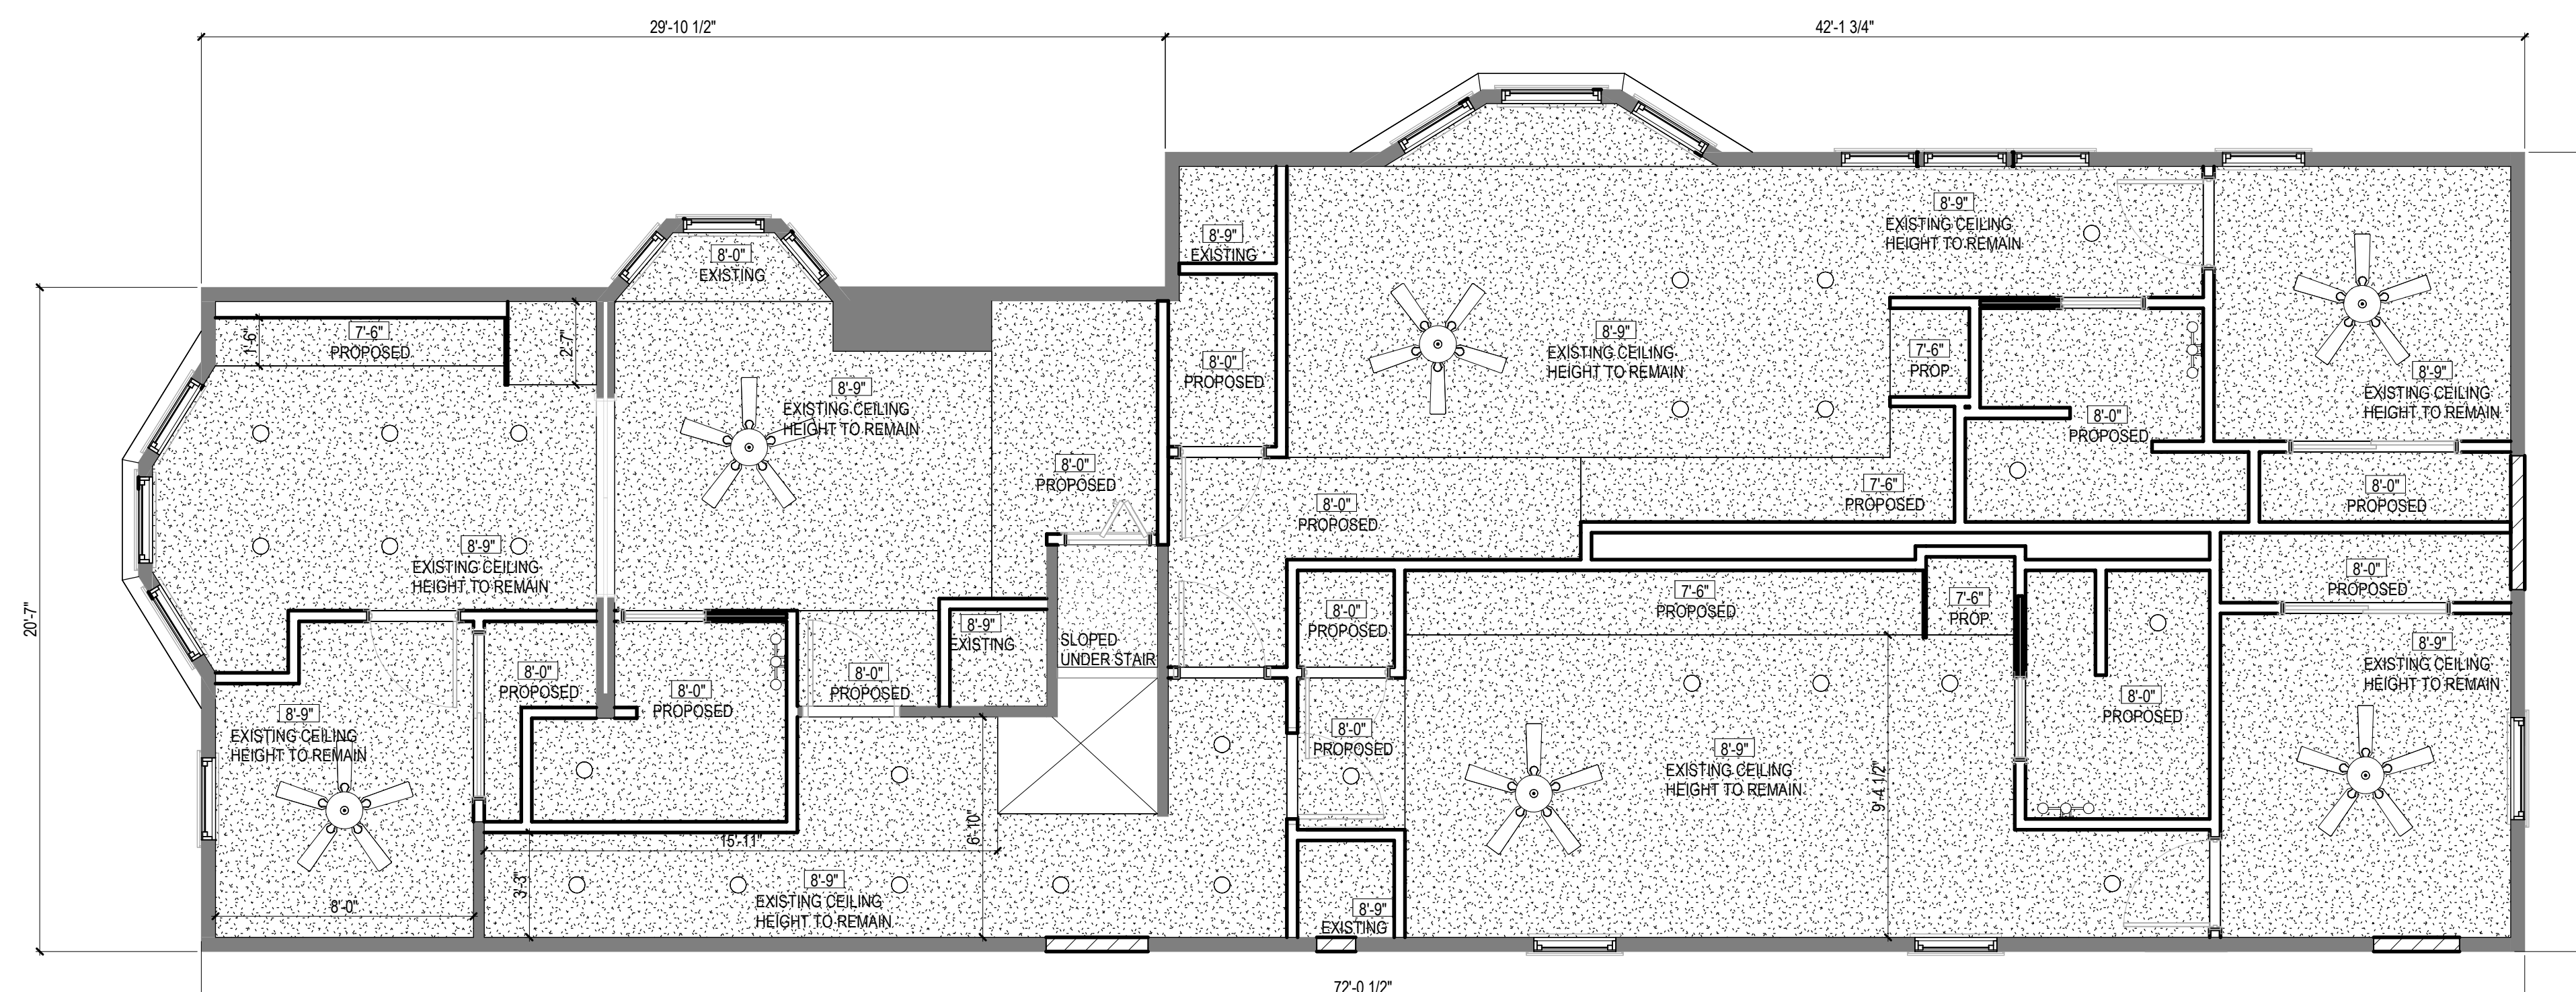 29'-10 1/2"
42'-1 3/4"
8'-9"
EXISTING CEILING
HEIGHT TO REMAIN
8'-9"
EXISTING
8'-0"
EXISTING
7'-6"
PROPOSED
1'-6"
2'-7"
8'-0"
PROPOSED
8'-9"
EXISTING CEILING
HEIGHT TO REMAIN
7'-6"
PROP.
8'-9"
EXISTING CEILING
HEIGHT TO REMAIN
8'-9"
EXISTING CEILING
HEIGHT TO REMAIN
8'-0"
PROPOSED
8'-0"
PROPOSED
7'-6"
PROPOSED
8'-0"
PROPOSED
8'-0"
PROPOSED
8'-9"
EXISTING CEILING
HEIGHT TO REMAIN
20'-7"
8'-0"
PROPOSED
7'-6"
PROPOSED
7'-6"
PROP.
8'-0"
PROPOSED
8'-9"
EXISTING
SLOPED
UNDER STAIR
8'-0"
PROPOSED
8'-0"
PROPOSED
8'-0"
PROPOSED
8'-9"
EXISTING CEILING
HEIGHT TO REMAIN
8'-0"
PROPOSED
8'-9"
EXISTING CEILING
HEIGHT TO REMAIN
8'-0"
PROPOSED
8'-9"
EXISTING CEILING
HEIGHT TO REMAIN
9'-4 1/2"
15'-11"
6'-10"
3'-3"
8'-9"
EXISTING CEILING
HEIGHT TO REMAIN
8'-0"
8'-9"
EXISTING
72'-0 1/2"